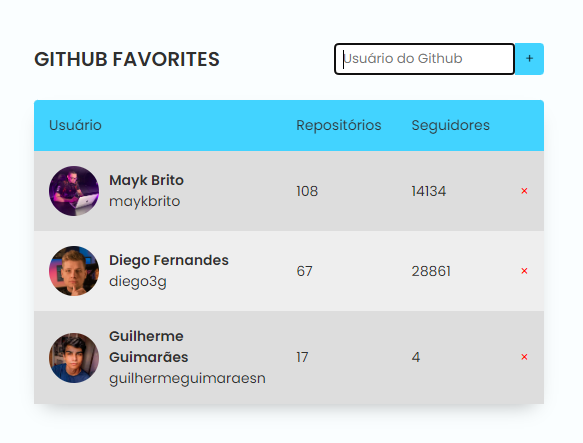 GITHUB FAVORITES
Usuário do Github +
Usuário Repositórios Seguidores
Mayk Brito
maykbrito
108 14134 ×
Diego Fernandes
diego3g
67 28861 ×
Guilherme
Guimarães
guilhermeguimaraesn
17 4 ×